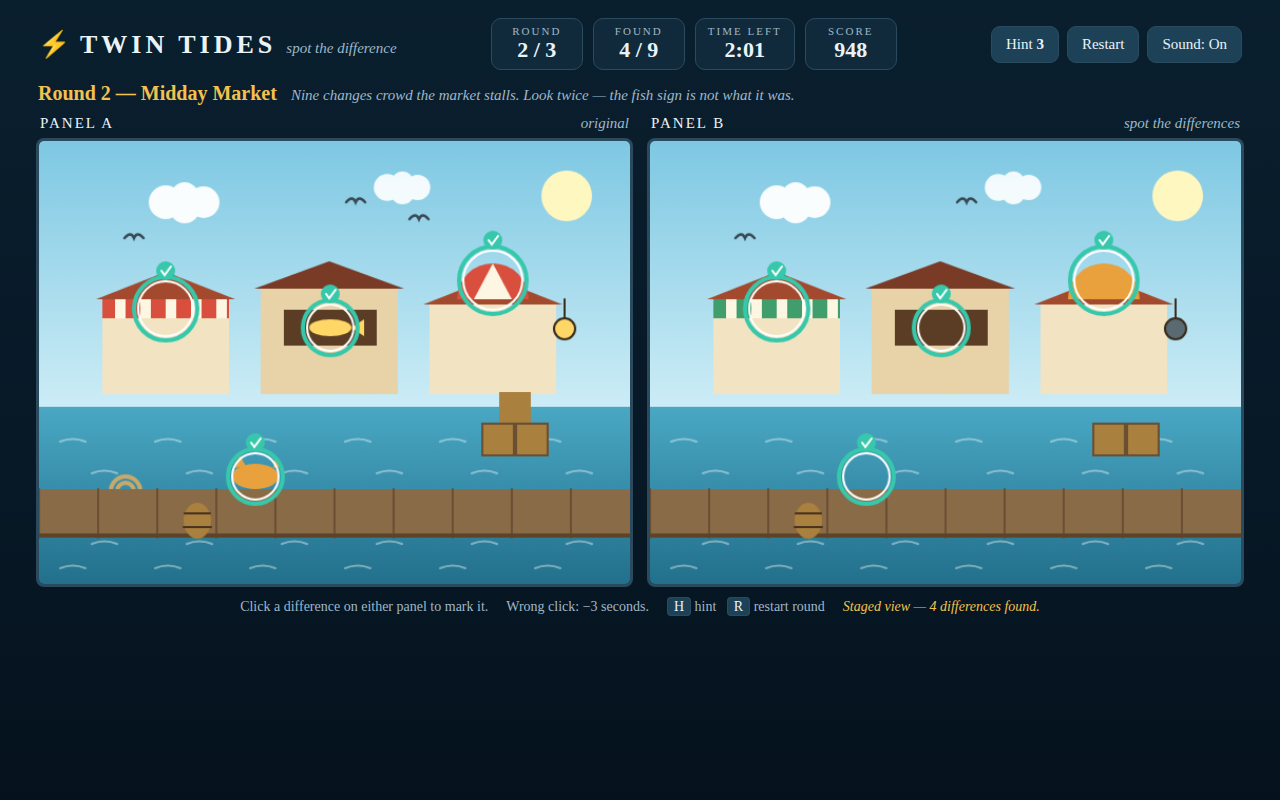 ⚡ TWIN TIDES spot the difference
ROUND
2 / 3
FOUND
4 / 9
TIME LEFT
2:01
SCORE
948
Hint 3
Restart
Sound: On
Round 2 — Midday Market Nine changes crowd the market stalls. Look twice — the fish sign is not what it was.
PANEL A original
PANEL B spot the differences
Click a difference on either panel to mark it. Wrong click: −3 seconds. H hint R restart round Staged view — 4 differences found.